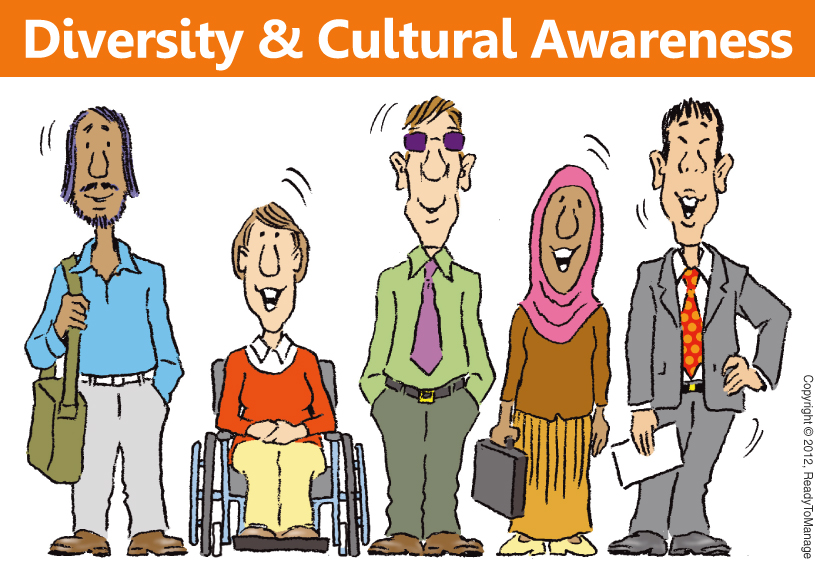 Diversity & Cultural Awareness
Copyright © 2012, ReadyToManage